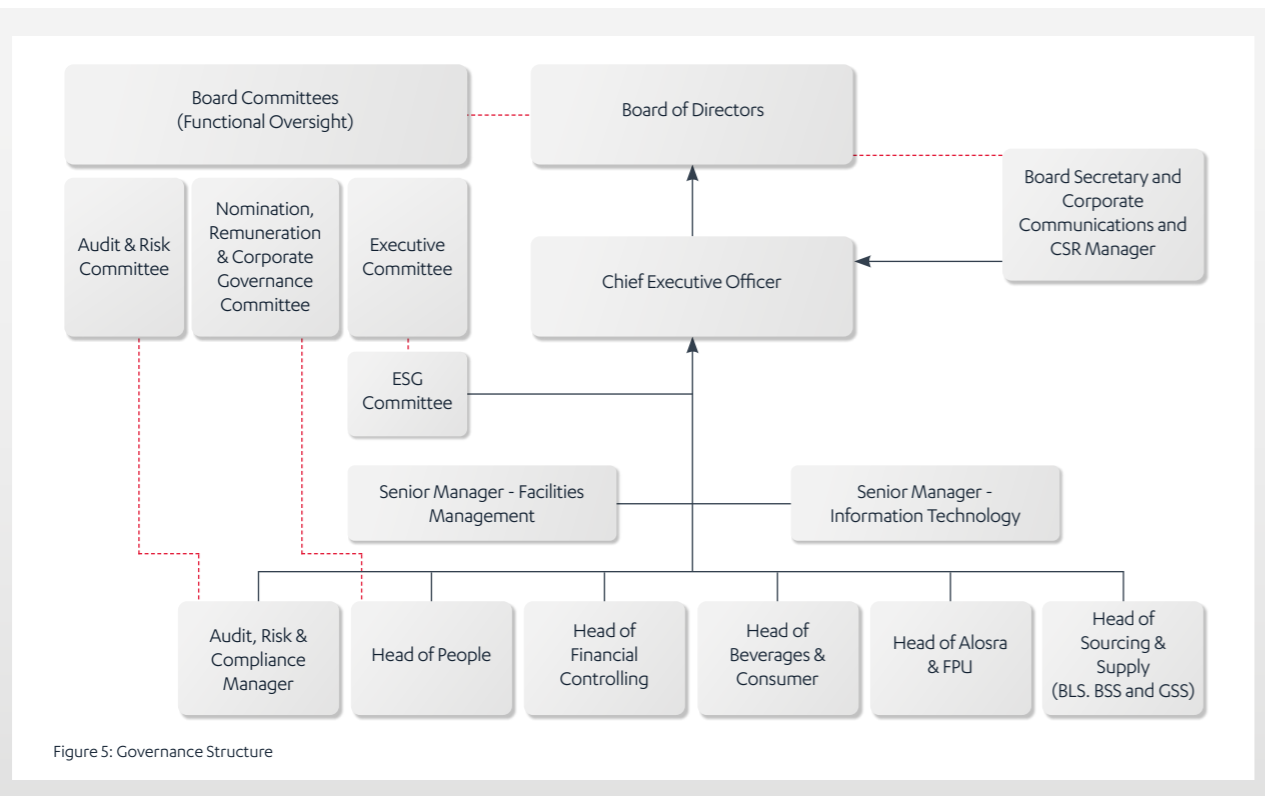 Board Committees
(Functional Oversight)
Board of Directors
Board Secretary and
Corporate
Communications and
CSR Manager
Audit & Risk
Committee
Nomination,
Remuneration
& Corporate
Governance
Committee
Executive
Committee
Chief Executive Officer
ESG
Committee
Senior Manager - Facilities
Management
Senior Manager -
Information Technology
Audit, Risk &
Compliance
Manager
Head of People
Head of
Financial
Controlling
Head of
Beverages &
Consumer
Head of Alosra
& FPU
Head of
Sourcing &
Supply
(BLS. BSS and GSS)
Figure 5: Governance Structure